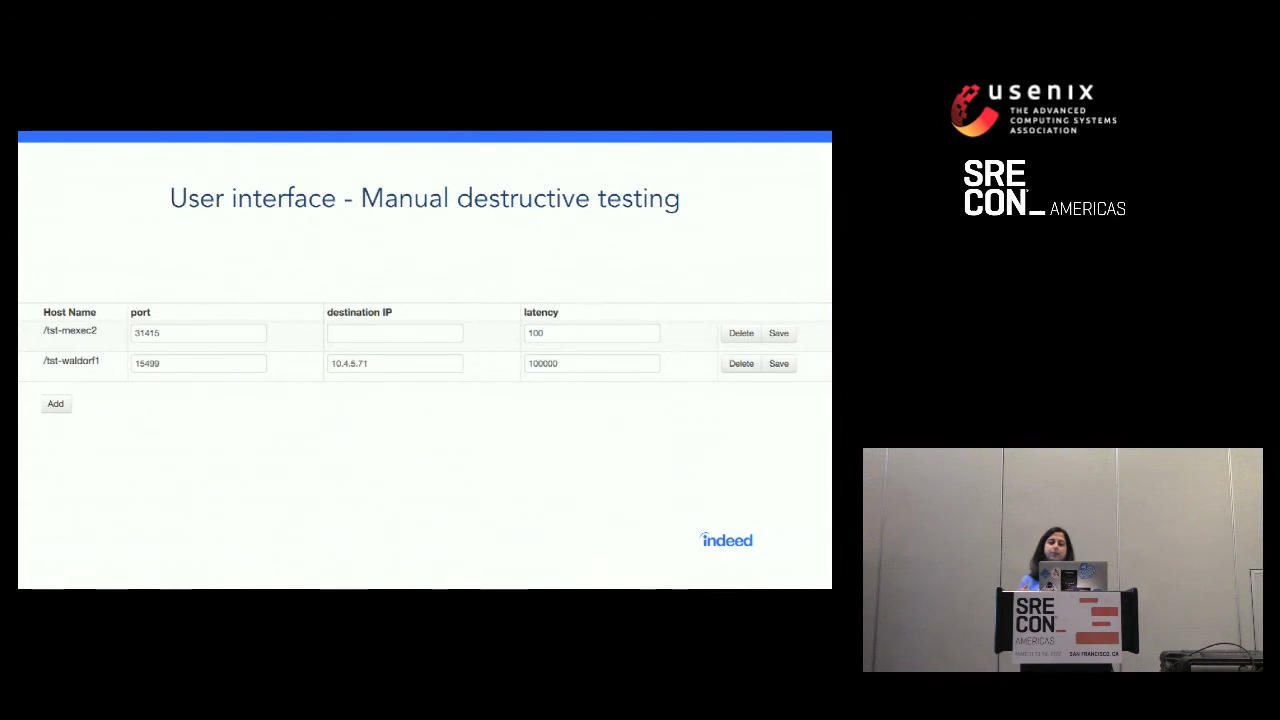 User interface - Manual destructive testing
Host Name port destination IP latency
/tst-mexec2 31415 100 Delete Save
/tst-waldorf1 15499 10.4.5.71 100000 Delete Save
Add
indeed
usenix
THE ADVANCED
COMPUTING SYSTEMS
ASSOCIATION
SRE
CON_ AMERICAS
SRE
CON_
AMERICAS
SAN FRANCISCO, CA